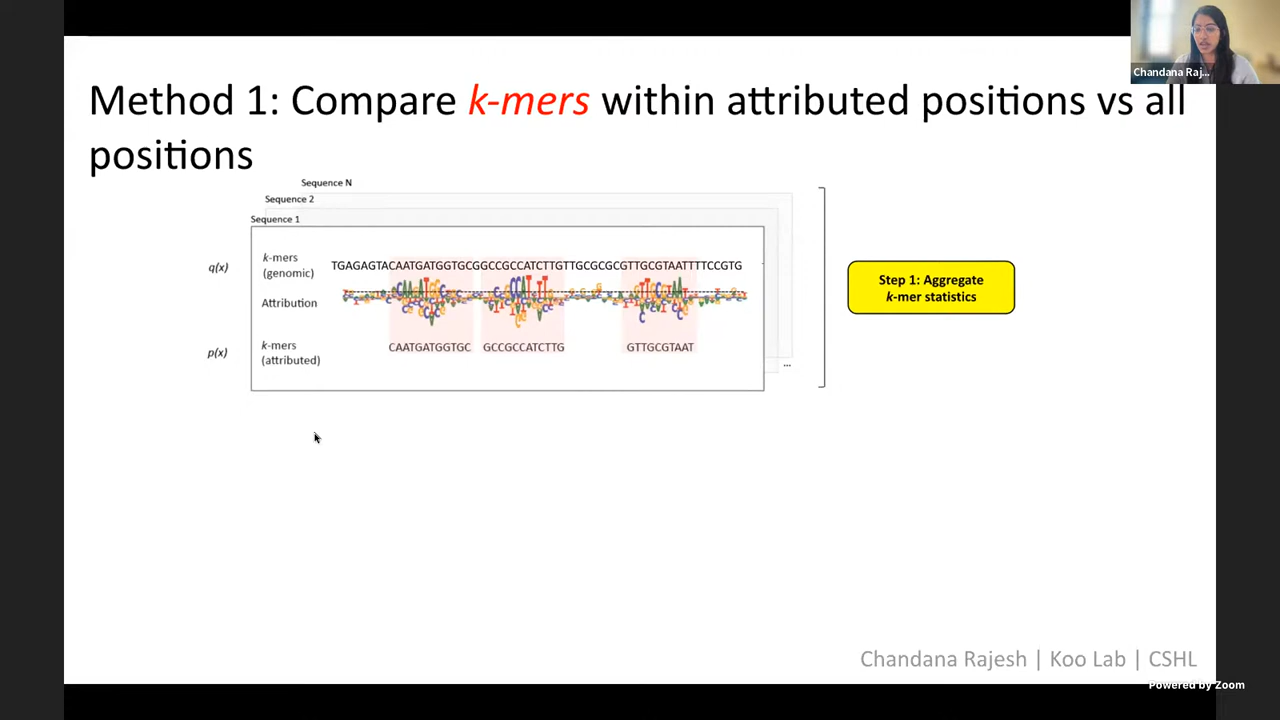 Chandana Raj...
Method 1: Compare k-mers within attributed positions vs all
positions
Sequence N
Sequence 2
Sequence 1
q(x)
k-mers
(genomic)
TGAGAGTACAATGATGGTGCGGCCGCCATCTTGTTGCGCGCGTTGCGTAATTTTCCGTG
Attribution
p(x)
k-mers
(attributed)
CAATGATGGTGC GCCGCCATCTTG GTTGCGTAAT
...
Step 1: Aggregate
k-mer statistics
Chandana Rajesh | Koo Lab | CSHL
Powered by Zoom